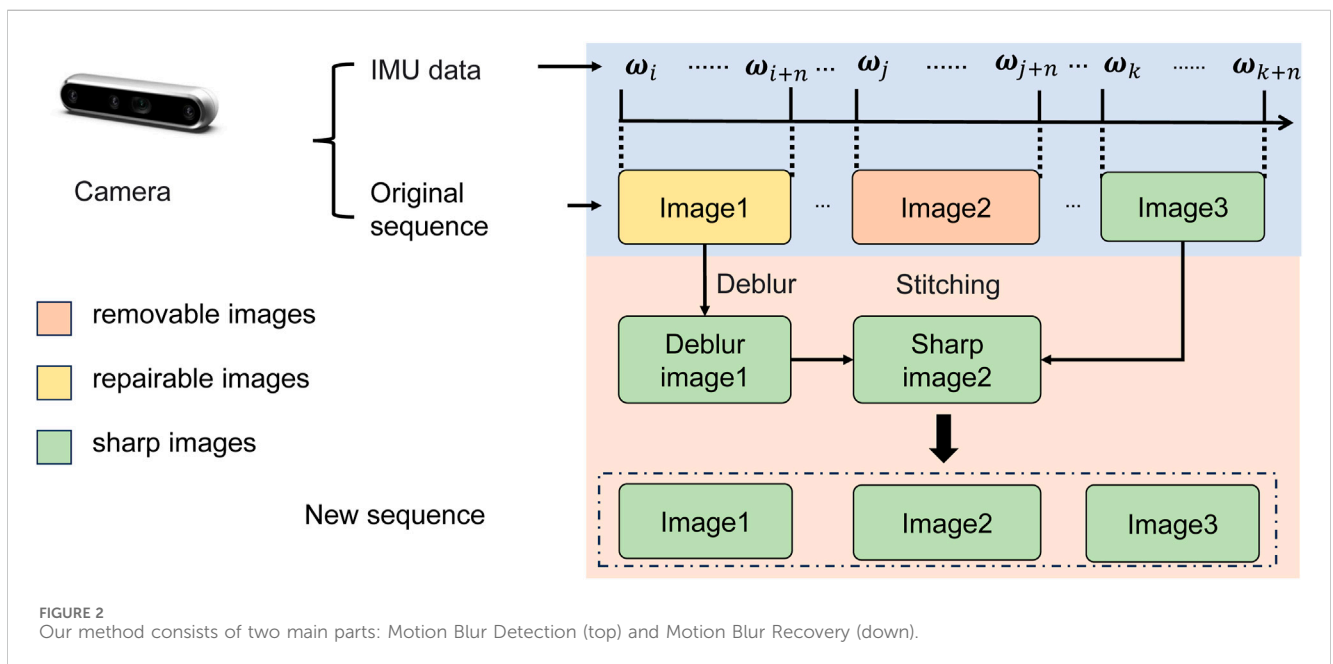 IMU data
ω_i ...... ω_{i+n} ... ω_j ...... ω_{j+n} ... ω_k ...... ω_{k+n}
Camera
Original
sequence
Image1 ... Image2 ... Image3
Deblur
Stitching
removable images
repairable images
sharp images
Deblur
image1
Sharp
image2
New sequence
Image1 Image2 Image3
FIGURE 2
Our method consists of two main parts: Motion Blur Detection (top) and Motion Blur Recovery (down).